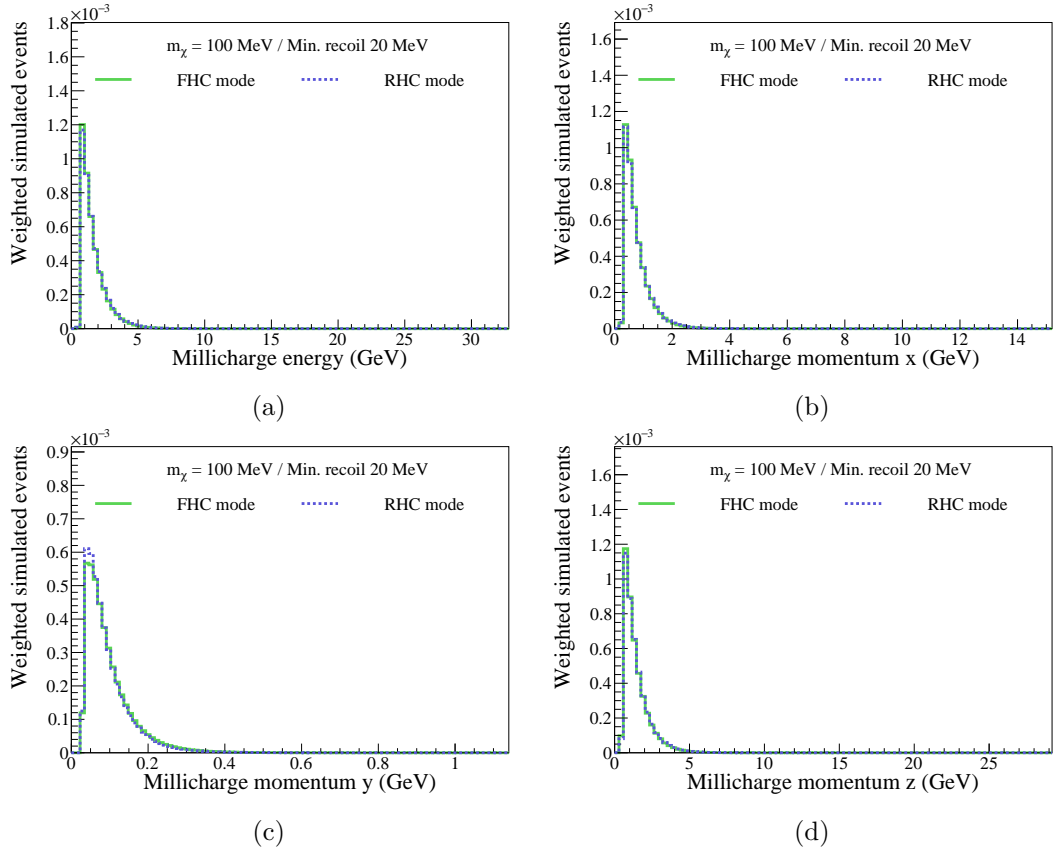 ×10⁻³
1.8
1.6
1.4
1.2
1
0.8
0.6
0.4
0.2
0
Weighted simulated events
m_χ = 100 MeV / Min. recoil 20 MeV
FHC mode RHC mode
0 5 10 15 20 25 30
Millicharge energy (GeV)
(a)
×10⁻³
1.6
1.4
1.2
1
0.8
0.6
0.4
0.2
0
Weighted simulated events
m_χ = 100 MeV / Min. recoil 20 MeV
FHC mode RHC mode
0 2 4 6 8 10 12 14
Millicharge momentum x (GeV)
(b)
×10⁻³
0.9
0.8
0.7
0.6
0.5
0.4
0.3
0.2
0.1
0
Weighted simulated events
m_χ = 100 MeV / Min. recoil 20 MeV
FHC mode RHC mode
0 0.2 0.4 0.6 0.8 1
Millicharge momentum y (GeV)
(c)
×10⁻³
1.6
1.4
1.2
1
0.8
0.6
0.4
0.2
0
Weighted simulated events
m_χ = 100 MeV / Min. recoil 20 MeV
FHC mode RHC mode
0 5 10 15 20 25
Millicharge momentum z (GeV)
(d)